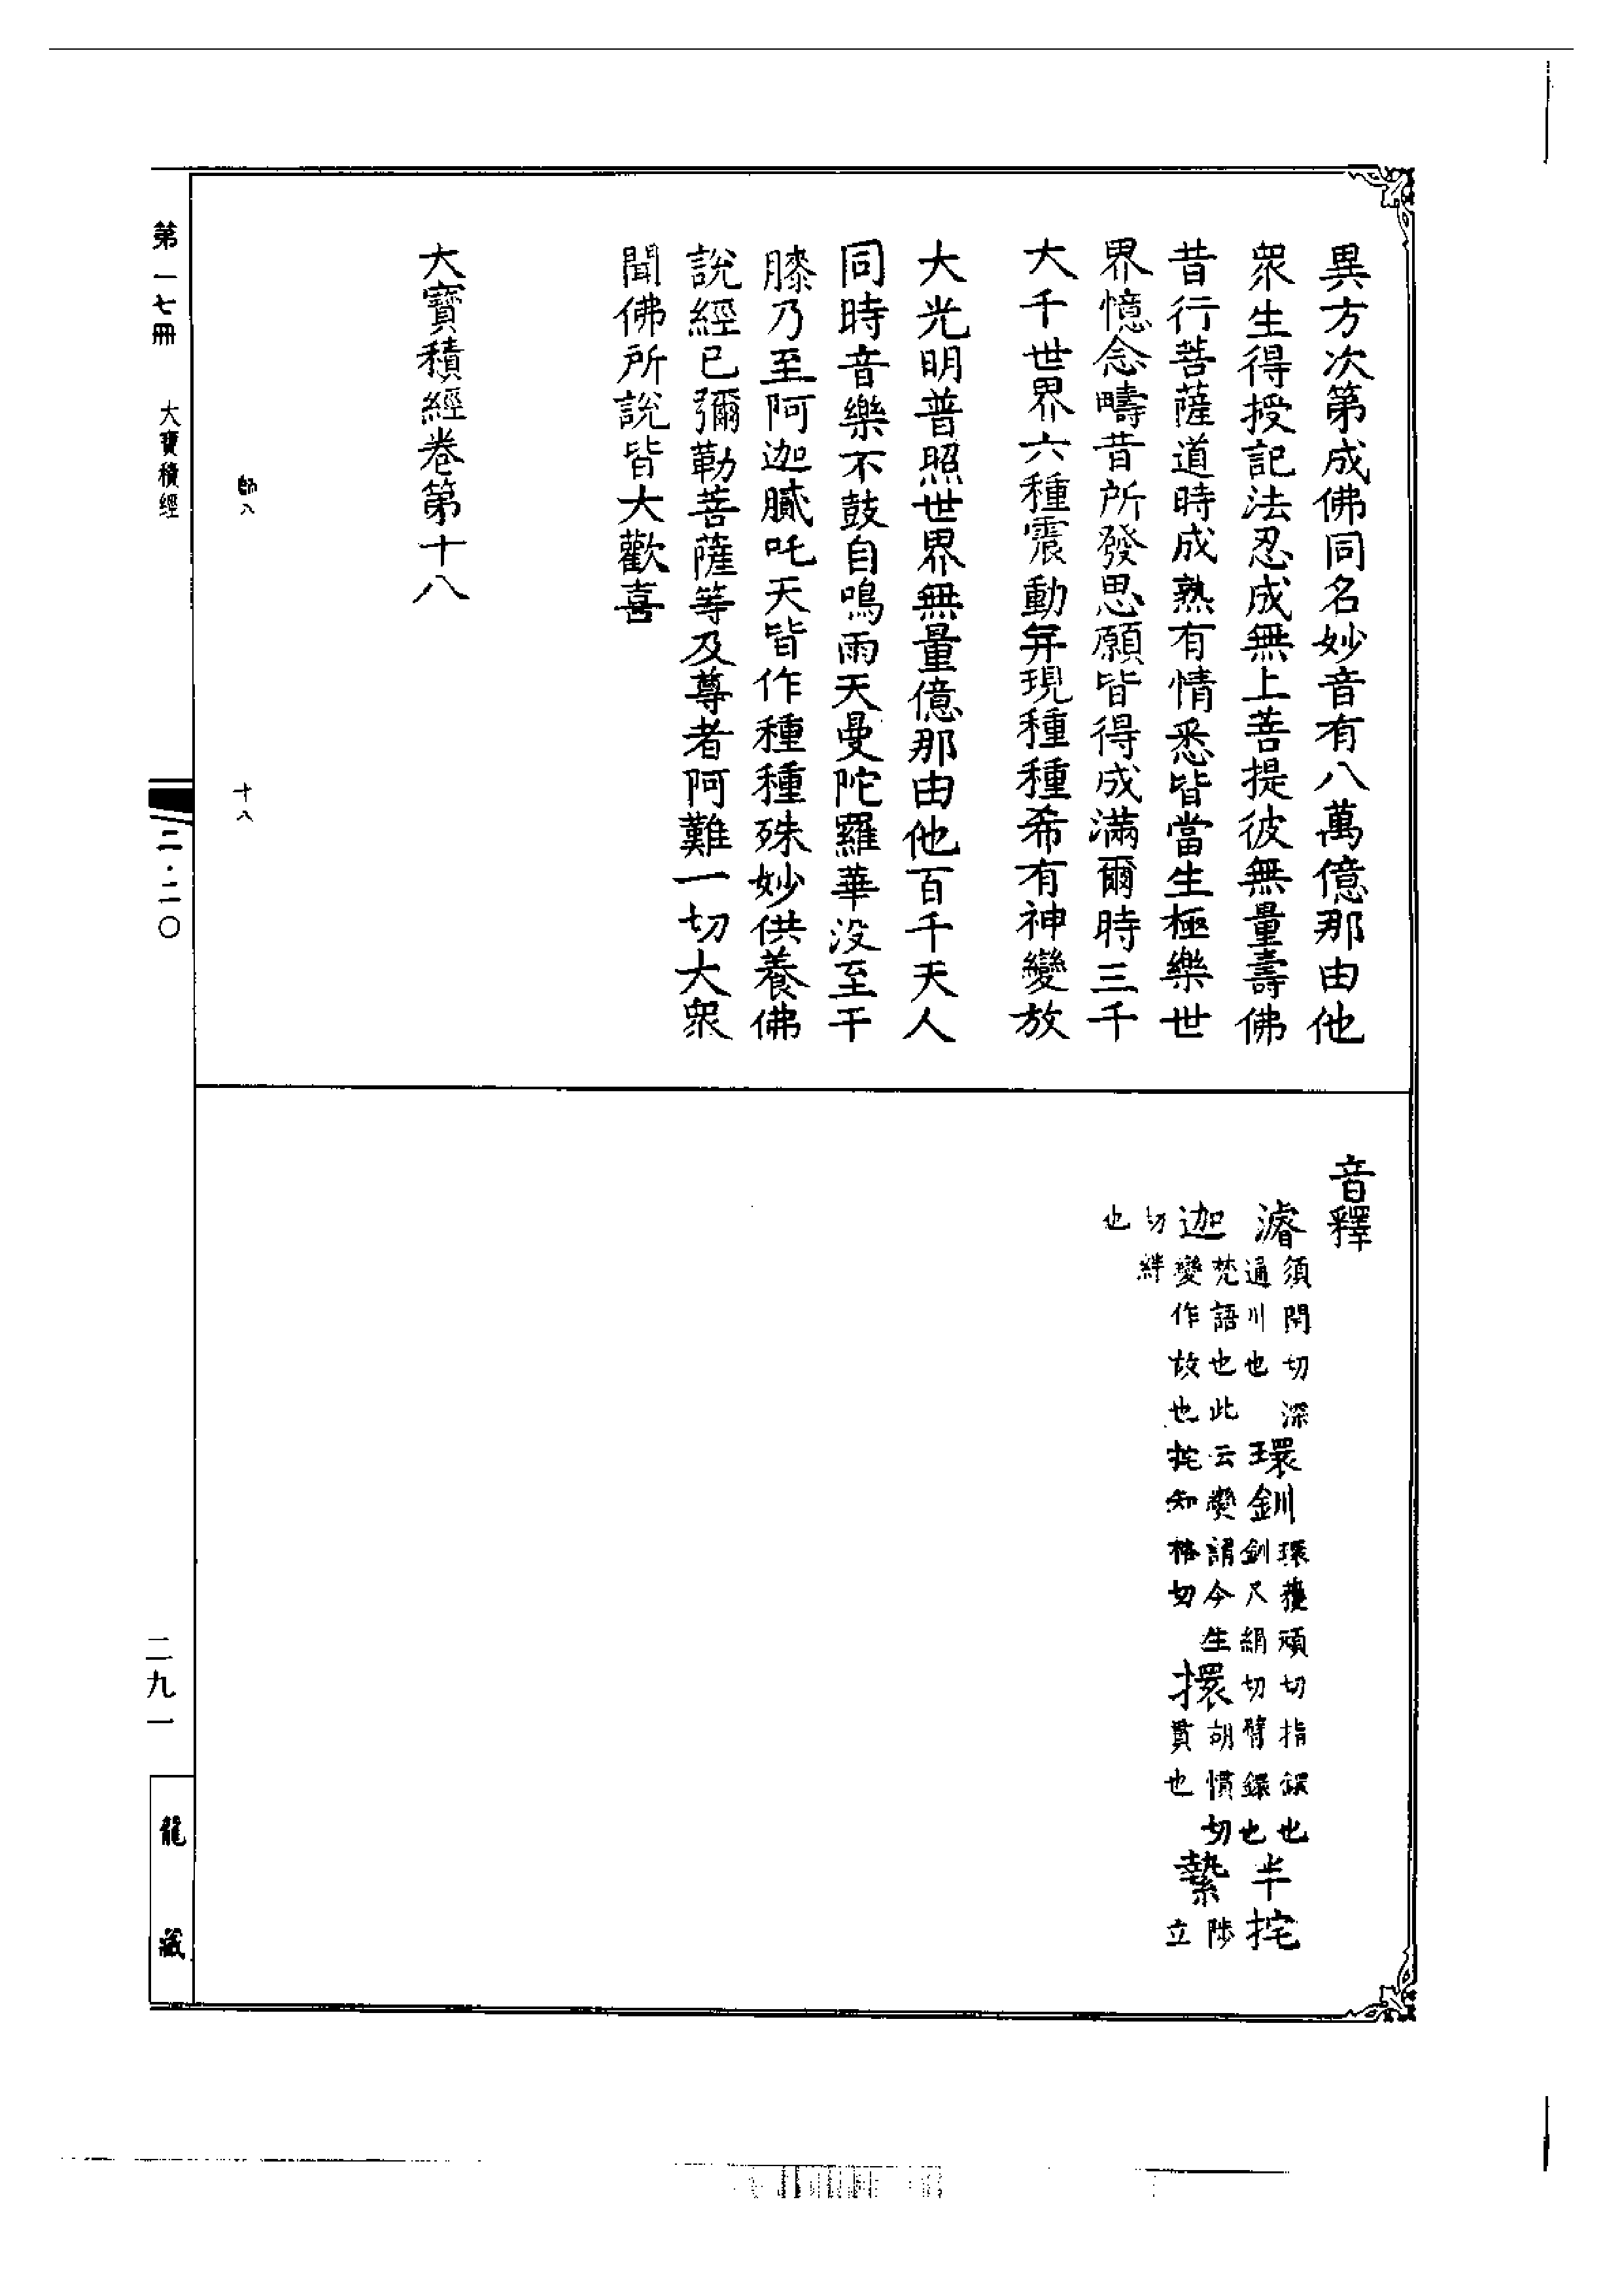 異方次第成佛同名妙音有八萬億那由他
眾生得授記法忍成無上菩提彼無量壽佛
昔行菩薩道時成熟有情悉皆當生極樂世
界憶念疇昔所發思願皆得成滿爾時三千
大千世界六種震動并現種種希有神變放
大光明普照世界無量億那由他百千天人
同時音樂不鼓自鳴雨天曼陀羅華沒至于
膝乃至阿迦膩吒天皆作種種殊妙供養佛
說經已彌勒菩薩等及尊者阿難一切大眾
聞佛所說皆大歡喜
大寶積經卷第十八
師八
十八
音釋
濬須閏切深通川也
環釧環獲頑切指鐶也釧尺絹切臂鐶也
半挓迦梵語也此云變謂今生變作故也挓知格切
擐胡慣切貫也
縶陟立切絆也
第一七冊
大寶積經
二·二〇
二九一
龍藏